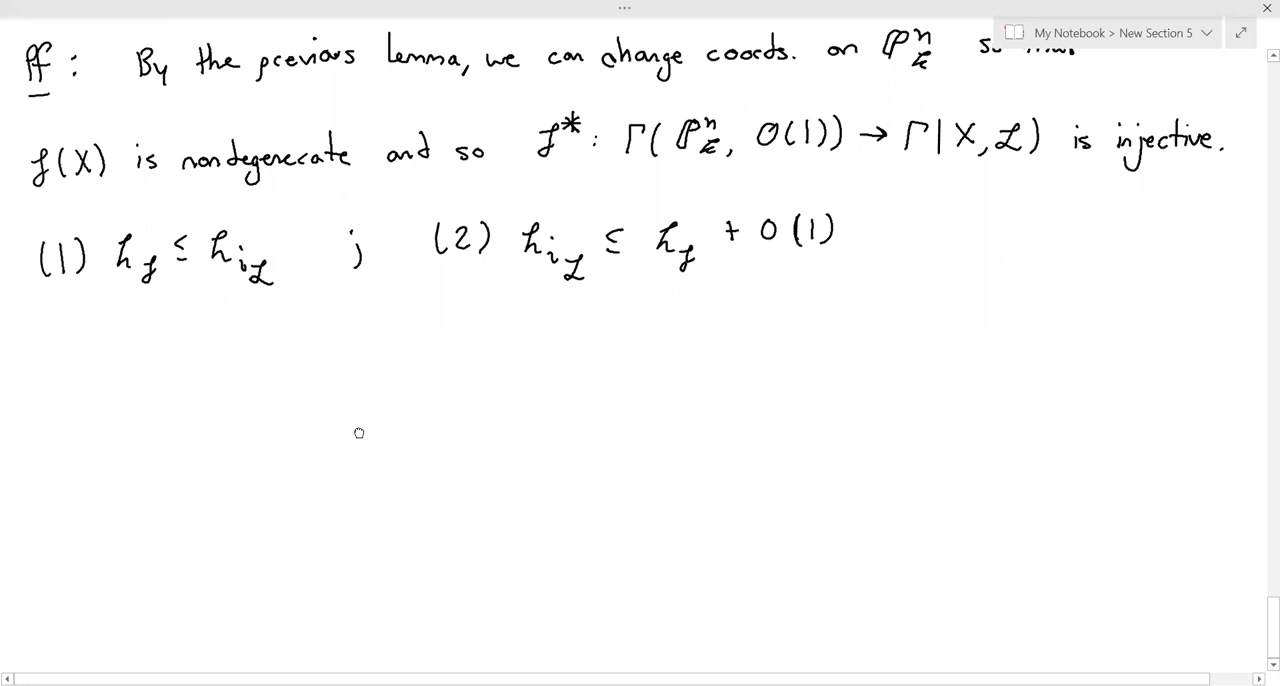 My Notebook > New Section 5
pf : By the previous lemma, we can change coords. on ℙⁿ_k
f(X) is nondegenerate and so f* : Γ(ℙⁿ_k, O(1)) → Γ(X, ℒ) is injective.
(1) h_f ≤ h_{i_ℒ} ; (2) h_{i_ℒ} ≤ h_f + O(1)